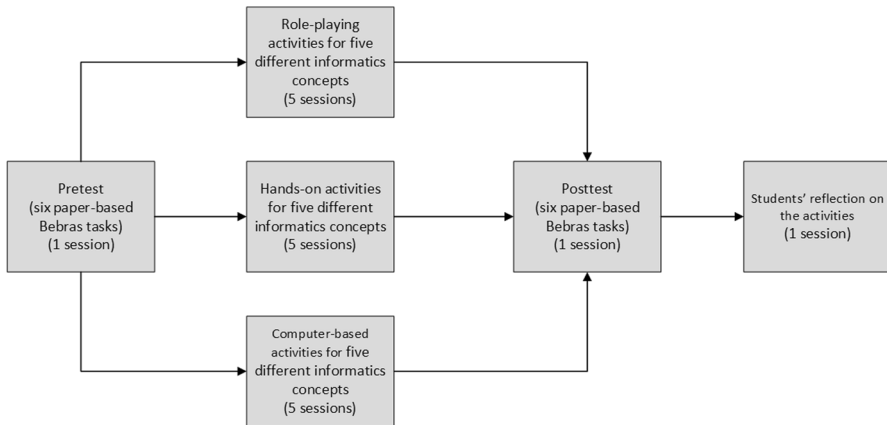 Role-playing
activities for five
different informatics
concepts
(5 sessions)
Pretest
(six paper-based
Bebras tasks)
(1 session)
Hands-on activities
for five different
informatics concepts
(5 sessions)
Posttest
(six paper-based
Bebras tasks)
(1 session)
Students’ reflection on
the activities
(1 session)
Computer-based
activities for five
different informatics
concepts
(5 sessions)